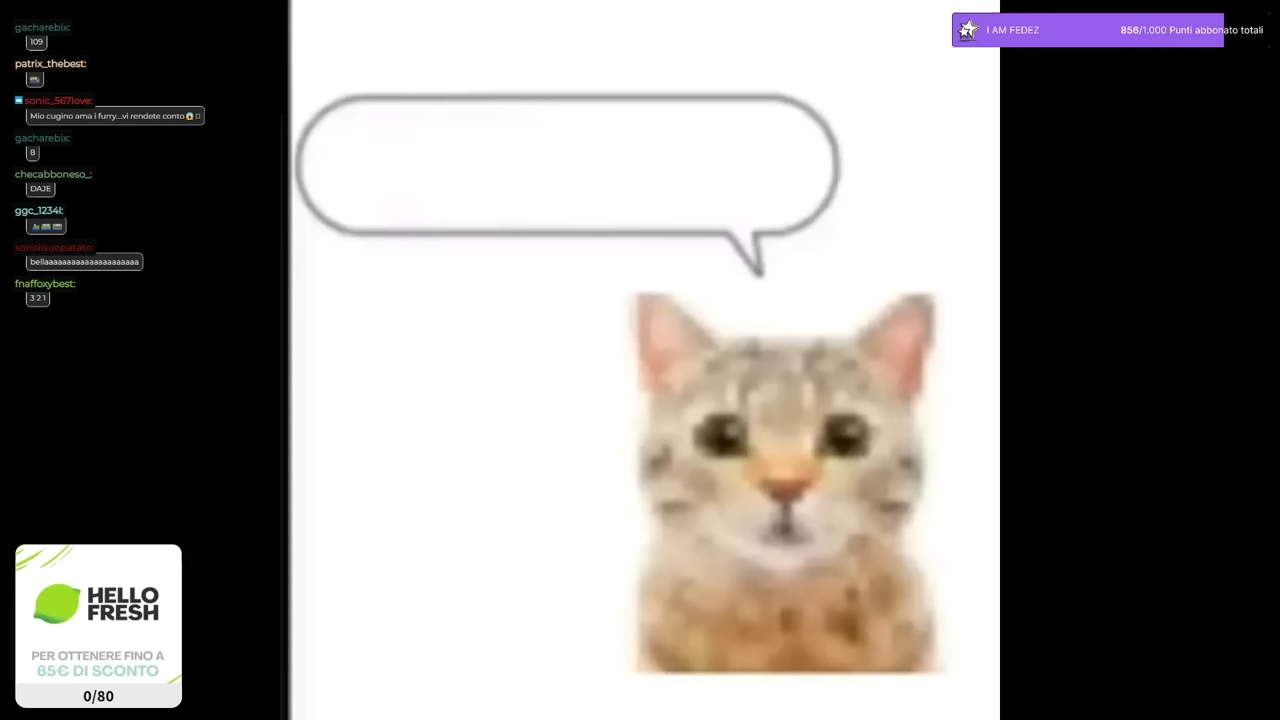 gacharebix:
109
patrix_thebest:
sonic_567love:
Mio cugino ama i furry...vi rendete conto😱
gacharebix:
8
checabboneso_:
DAJE
ggc_1234l:
sonoilsuopatato:
bellaaaaaaaaaaaaaaaaaaaaa
fnaffoxybest:
3 2 1
I AM FEDEZ
856/1.000 Punti abbonato totali
HELLO
FRESH
PER OTTENERE FINO A
65€ DI SCONTO
0/80